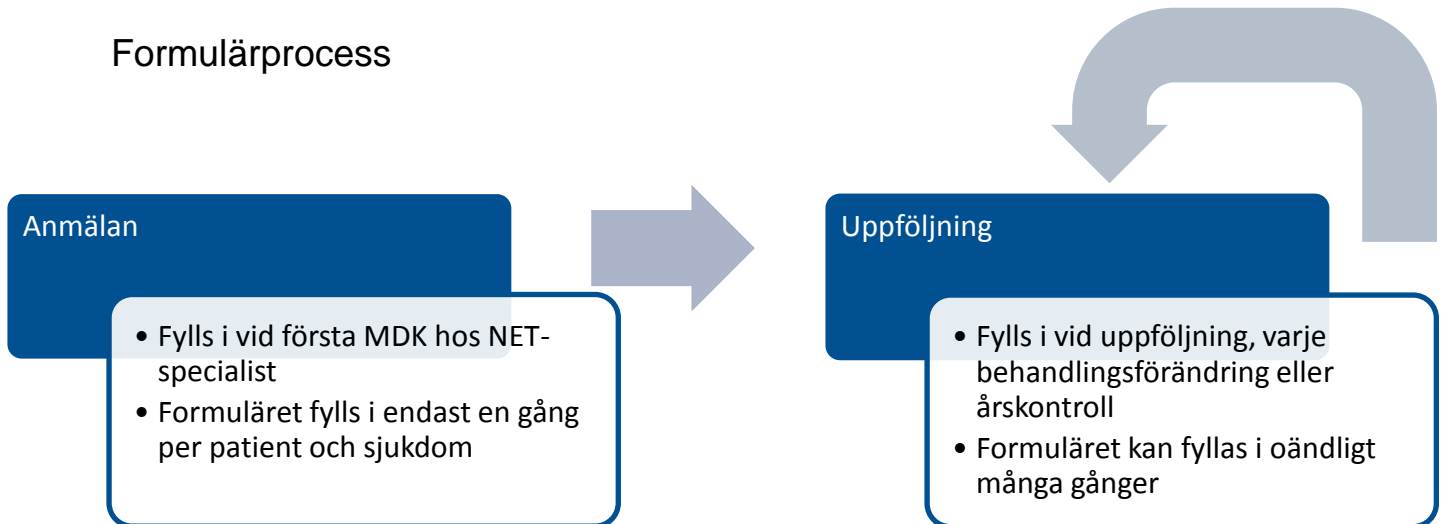 Formulärprocess
Anmälan
• Fylls i vid första MDK hos NET-
specialist
• Formuläret fylls i endast en gång
per patient och sjukdom
Uppföljning
• Fylls i vid uppföljning, varje
behandlingsförändring eller
årskontroll
• Formuläret kan fyllas i oändligt
många gånger